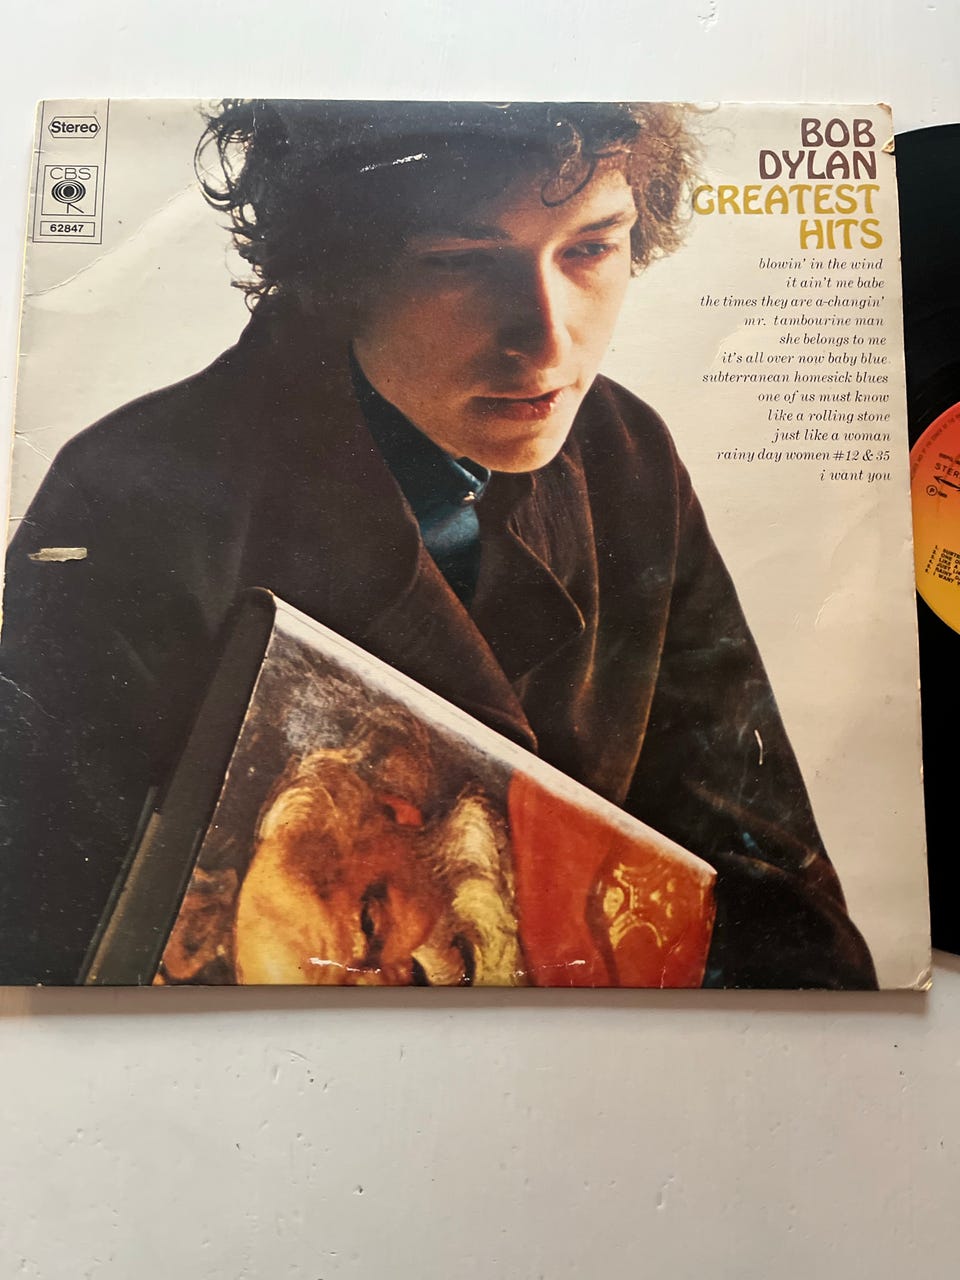 Stereo
CBS
62847
BOB
DYLAN
GREATEST
HITS
blowin' in the wind
it ain't me babe
the times they are a-changin'
mr. tambourine man
she belongs to me
it's all over now baby blue
subterranean homesick blues
one of us must know
like a rolling stone
just like a woman
rainy day women #12 & 35
i want you